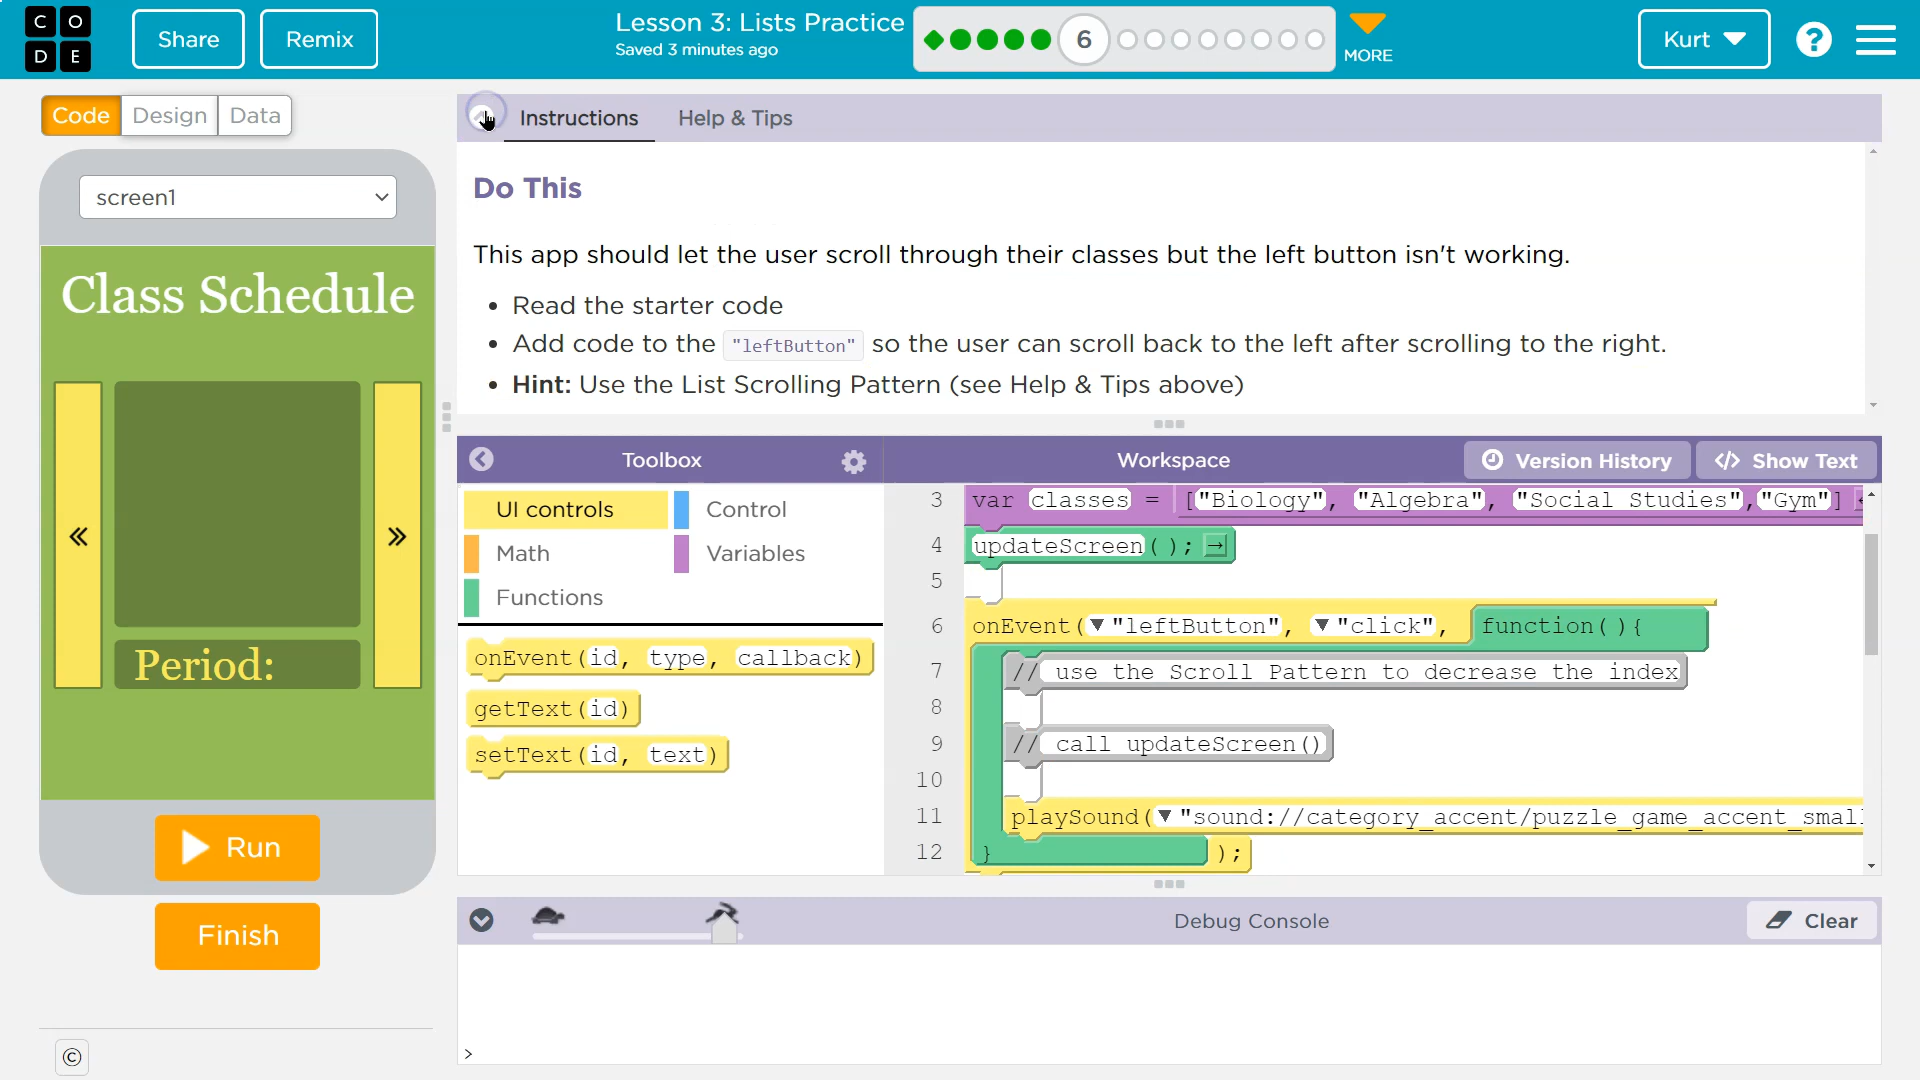 C O
D E
Share
Remix
Lesson 3: Lists Practice
Saved 3 minutes ago
6
MORE
Kurt
?
Code
Design
Data
Instructions
Help & Tips
screen1
Do This
This app should let the user scroll through their classes but the left button isn't working.
• Read the starter code
• Add code to the "leftButton" so the user can scroll back to the left after scrolling to the right.
• Hint: Use the List Scrolling Pattern (see Help & Tips above)
Class Schedule
«
»
Period:
Run
Finish
©
Toolbox
Workspace
Version History
</> Show Text
UI controls
Control
Math
Variables
Functions
onEvent(id, type, callback)
getText(id)
setText(id, text)
3 var classes = ["Biology", "Algebra", "Social Studies","Gym"]
4 updateScreen(); →
5
6 onEvent(▼"leftButton", ▼"click", function(){
7 // use the Scroll Pattern to decrease the index
8
9 // call updateScreen()
10
11 playSound(▼"sound://category_accent/puzzle_game_accent_smal
12 } );
Debug Console
Clear
>